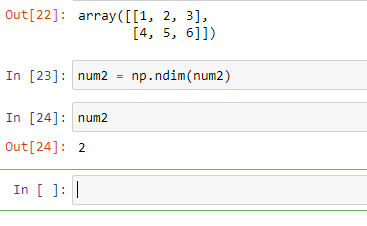 Out[22]: array([[1, 2, 3],
[4, 5, 6]])
In [23]: num2 = np.ndim(num2)
In [24]: num2
Out[24]: 2
In [ ]: